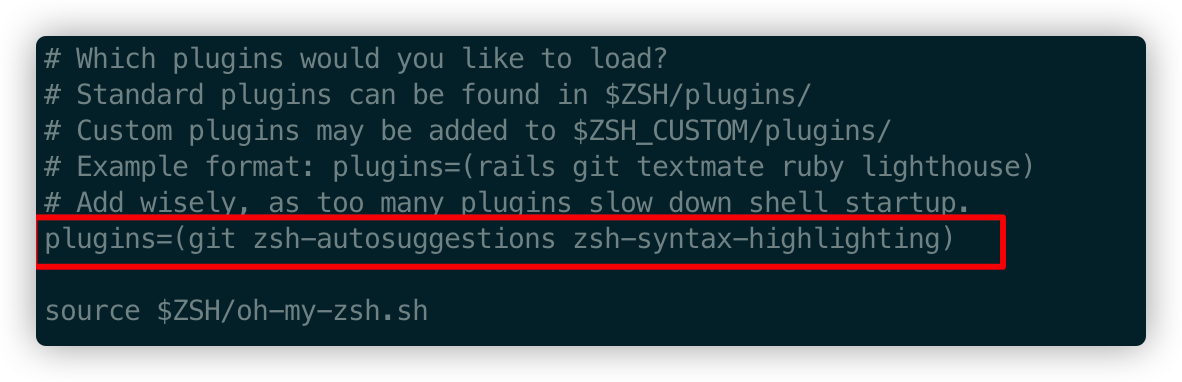 # Which plugins would you like to load?
# Standard plugins can be found in $ZSH/plugins/
# Custom plugins may be added to $ZSH_CUSTOM/plugins/
# Example format: plugins=(rails git textmate ruby lighthouse)
# Add wisely, as too many plugins slow down shell startup.
plugins=(git zsh-autosuggestions zsh-syntax-highlighting)
source $ZSH/oh-my-zsh.sh